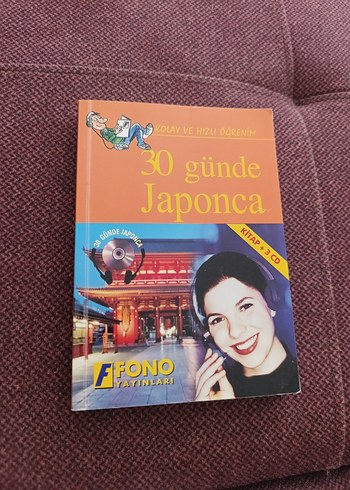 KOLAY VE HIZLI ÖĞRENİM
30 günde
Japonca
KİTAP + 3 CD
30 GÜNDE JAPONCA
FONO
YAYINLARI